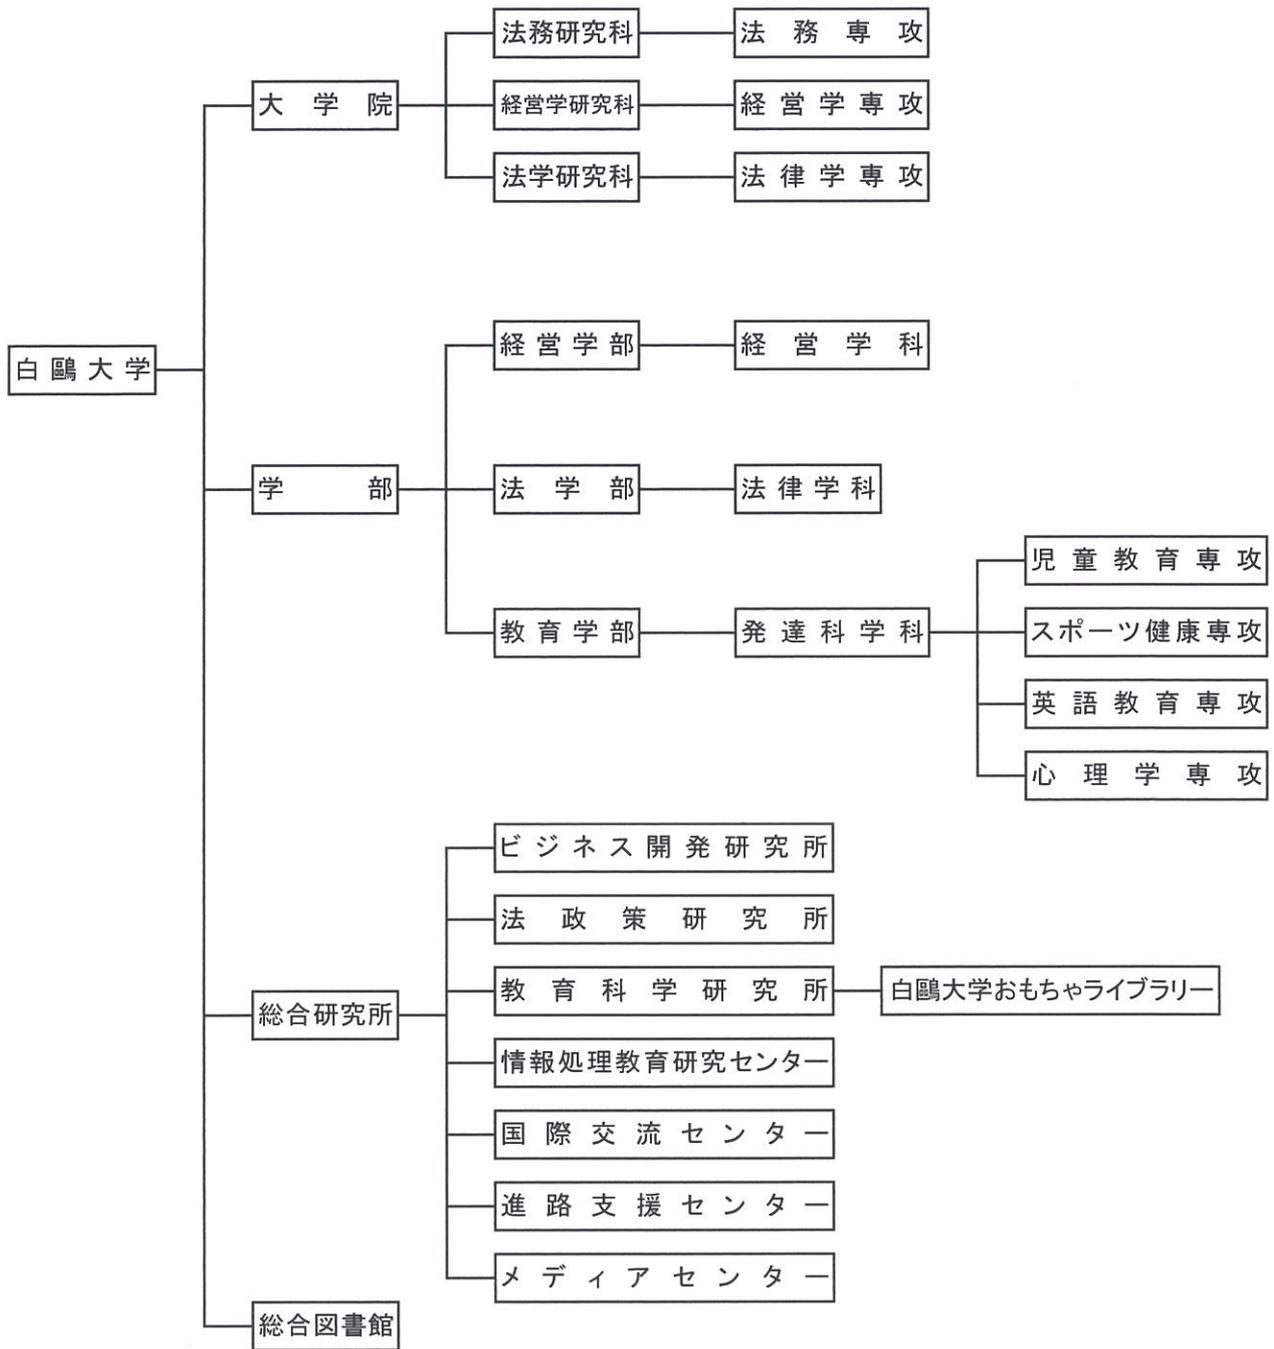 法務研究科
法務専攻
大学院
経営学研究科
経営学専攻
法学研究科
法律学専攻
白鷗大学
経営学部
経営学科
学部
法学部
法律学科
教育学部
発達科学科
児童教育専攻
スポーツ健康専攻
英語教育専攻
心理学専攻
総合研究所
ビジネス開発研究所
法政策研究所
教育科学研究所
白鷗大学おもちゃライブラリー
情報処理教育研究センター
国際交流センター
進路支援センター
メディアセンター
総合図書館